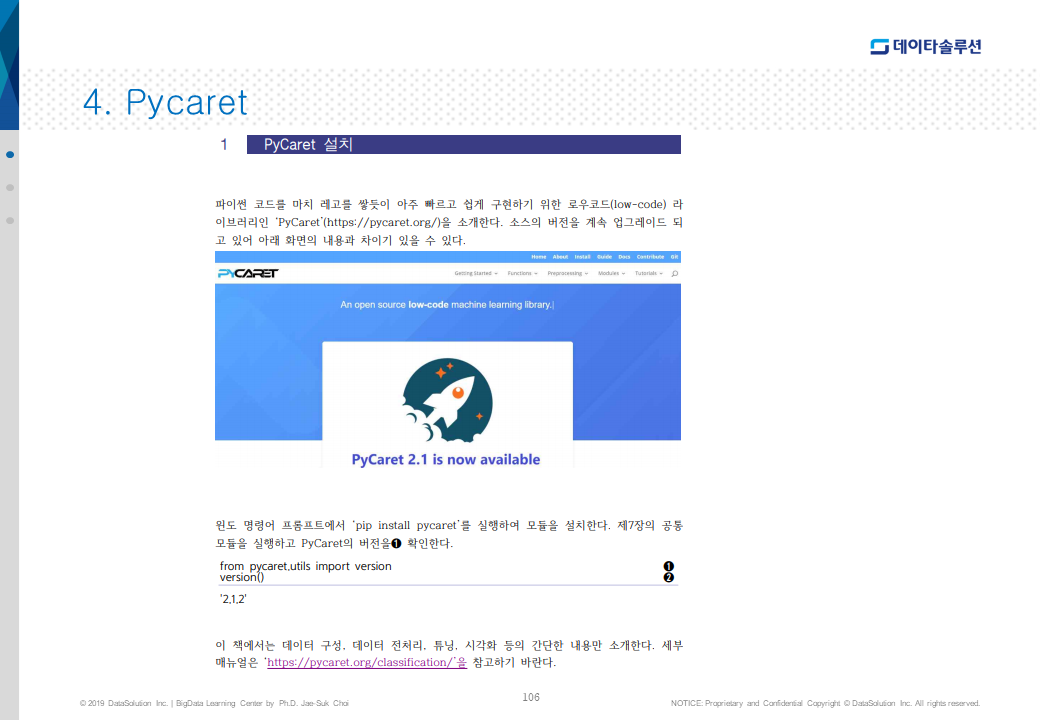 데이타솔루션
4. Pycaret
1 PyCaret 설치
파이썬 코드를 마치 레고를 쌓듯이 아주 빠르고 쉽게 구현하기 위한 로우코드(low-code) 라
이브러리인 'PyCaret'(https://pycaret.org/)을 소개한다. 소스의 버전을 계속 업그레이드 되
고 있어 아래 화면의 내용과 차이기 있을 수 있다.
Home About Install Guide Docs Contribute Git
PYCARET Getting Started Functions Preprocessing Modules Tutorials
An open source low-code machine learning library.
PyCaret 2.1 is now available
윈도 명령어 프롬프트에서 'pip install pycaret'를 실행하여 모듈을 설치한다. 제7장의 공통
모듈을 실행하고 PyCaret의 버전을❶ 확인한다.
from pycaret.utils import version ❶
version() ❷
'2.1.2'
이 책에서는 데이터 구성, 데이터 전처리, 튜닝, 시각화 등의 간단한 내용만 소개한다. 세부
매뉴얼은 'https://pycaret.org/classification/'을 참고하기 바란다.
© 2019 DataSolution Inc. | BigData Learning Center by Ph.D. Jae-Suk Choi
106
NOTICE: Proprietary and Confidential Copyright © DataSolution Inc. All rights reserved.